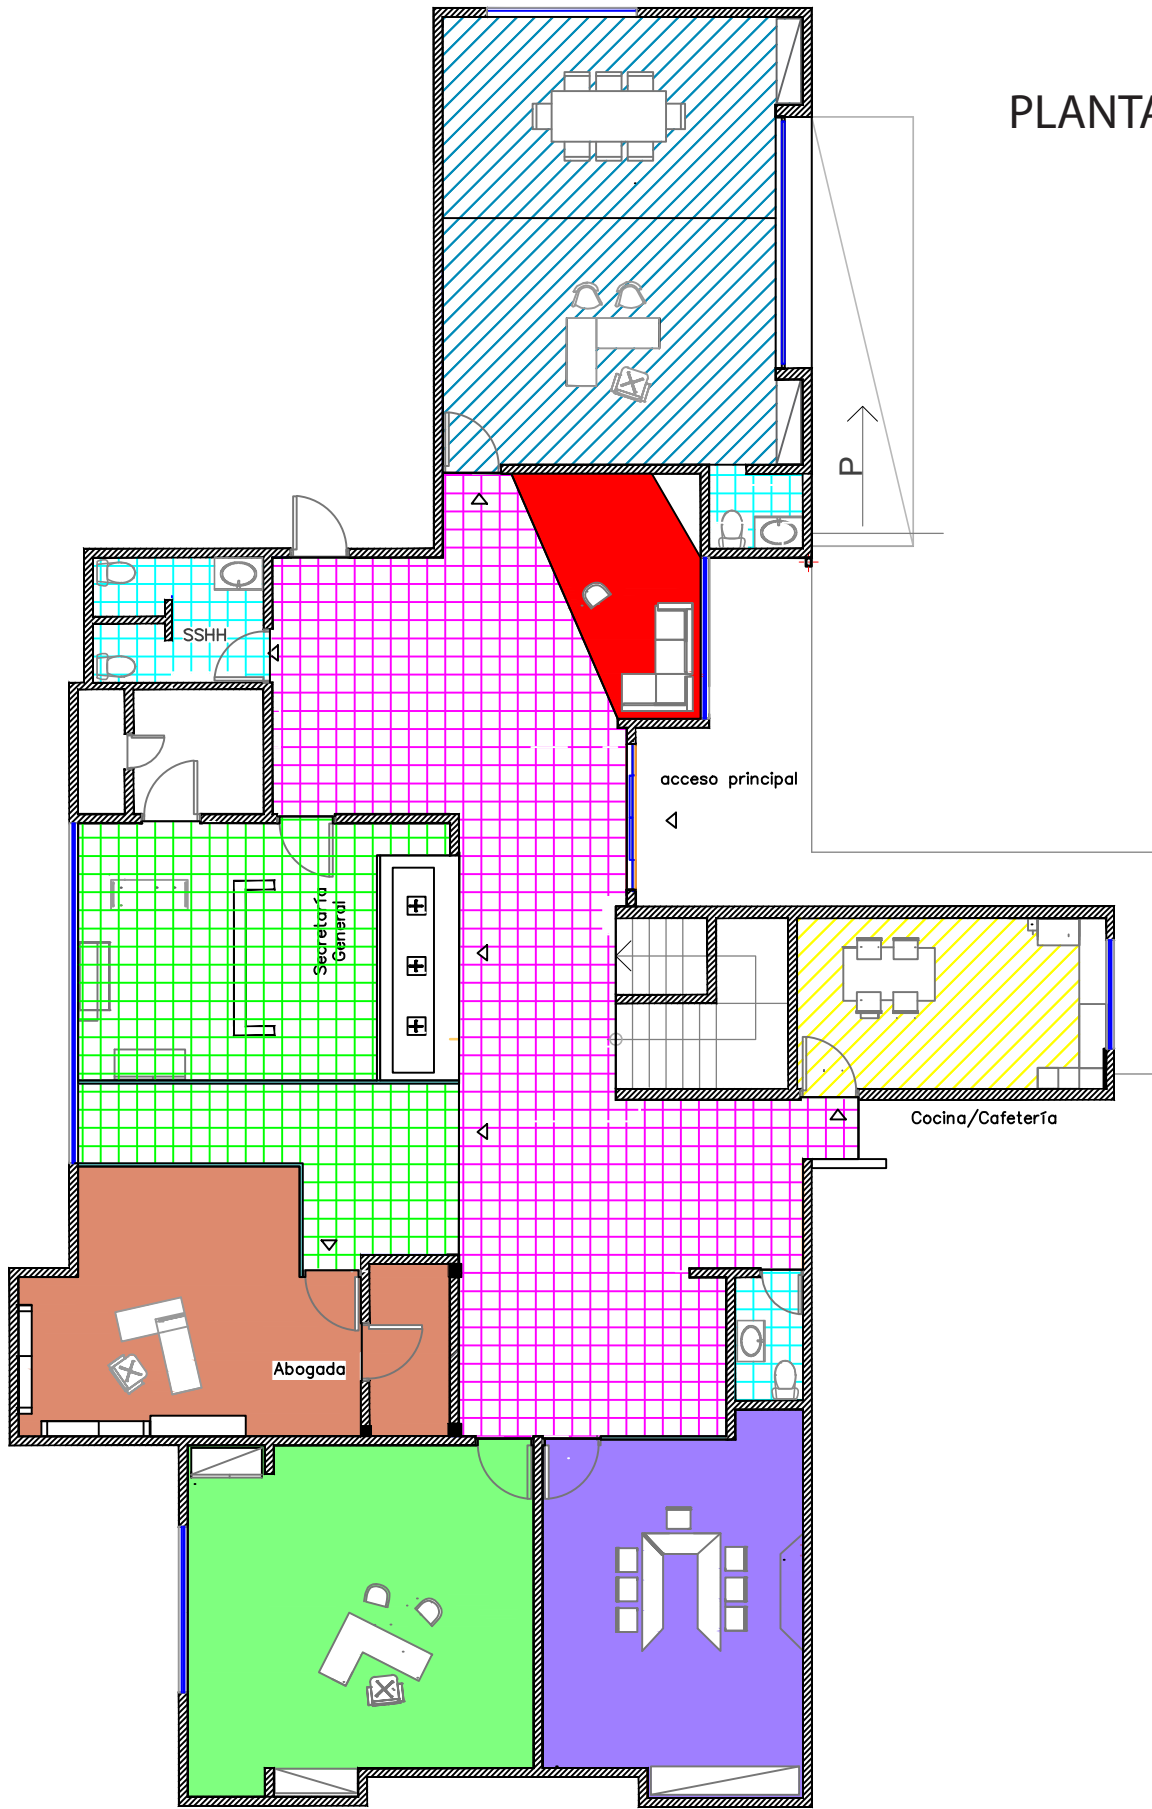 PLANTA
P
SSHH
acceso principal
Secretaría
General
Cocina/Cafetería
Abogada